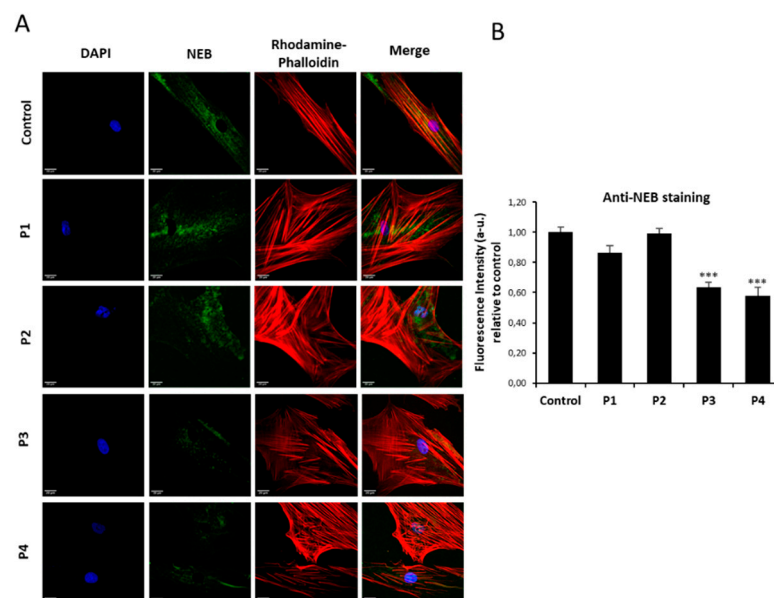 A
B
DAPI
NEB
Rhodamine-
Phalloidin
Merge
Control
P1
P2
P3
P4
Anti-NEB staining
Fluorescence Intensity (a-u.)
relative to control
1,20
1,00
0,80
0,60
0,40
0,20
0,00
***
***
Control P1 P2 P3 P4